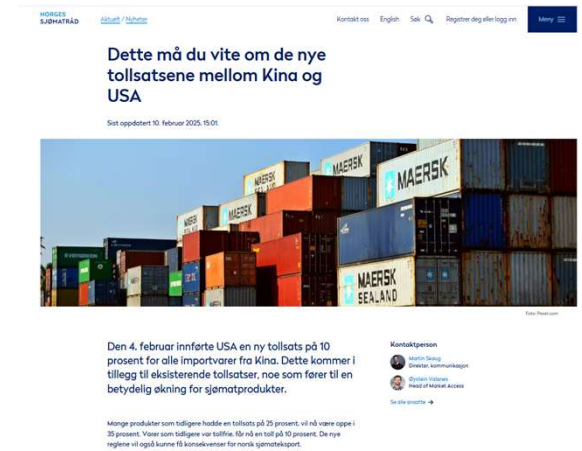 NORGES
SJØMATRÅD
Aktuelt / Nyheter
Kontakt oss English Søk Registrer deg eller logg inn Meny
Dette må du vite om de nye
tollsatsene mellom Kina og
USA
Sist oppdatert 10. februar 2025. 15:01.
MAERSK
MAERSK
MAERSK
MAERSK
MAERSK
SEALAND
Foto: Pexel.com
Den 4. februar innførte USA en ny tollsats på 10
prosent for alle importvarer fra Kina. Dette kommer i
tillegg til eksisterende tollsatser, noe som fører til en
betydelig økning for sjømatprodukter.
Kontaktperson
Martin Skaug
Direktør, kommunikasjon
Øystein Valanes
Head of Market Access
Se alle ansatte →
Mange produkter som tidligere hadde en tollsats på 25 prosent, vil nå være oppe i
35 prosent. Varer som tidligere var tollfrie, får nå en toll på 10 prosent. De nye
reglene vil også kunne få konsekvenser for norsk sjømateksport.